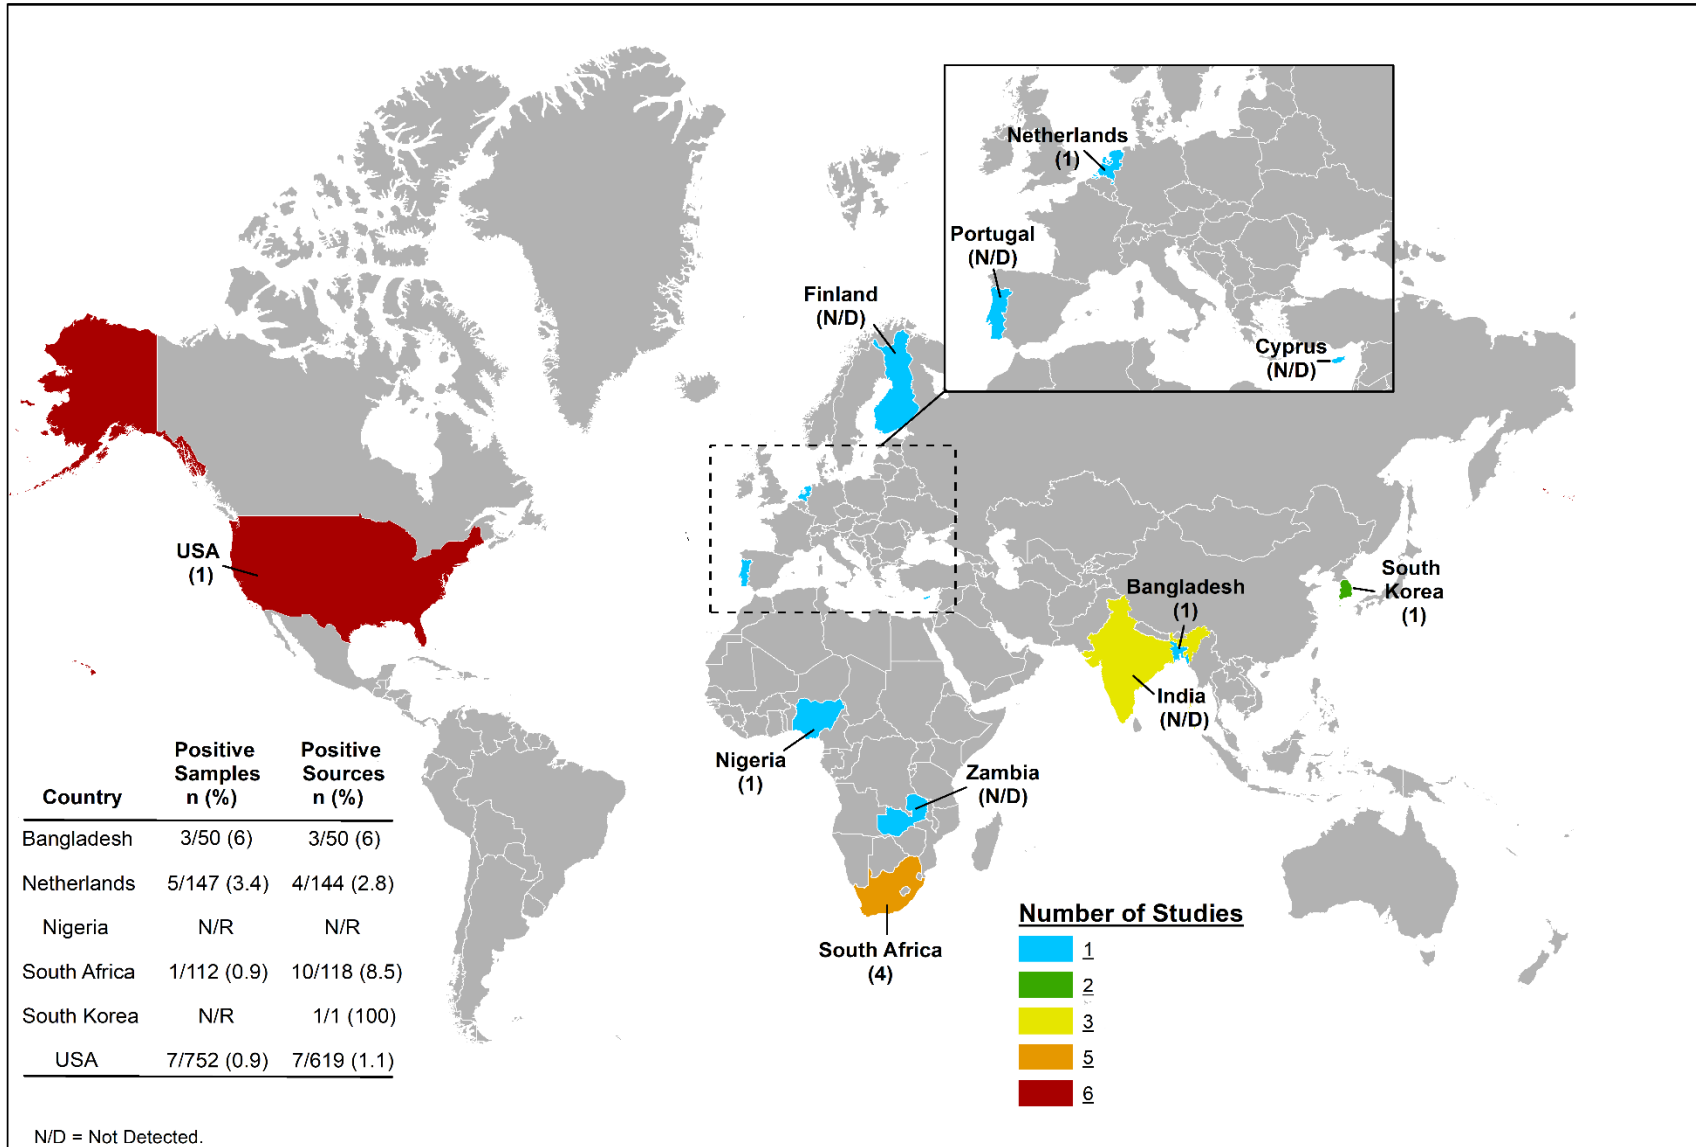 Netherlands
(1)
Portugal
(N/D)
Cyprus
(N/D)
Finland
(N/D)
USA
(1)
South
Korea
(1)
Bangladesh
(1)
India
(N/D)
Nigeria
(1)
Zambia
(N/D)
South Africa
(4)
Country Positive Samples n (%) Positive Sources n (%)
Bangladesh 3/50 (6) 3/50 (6)
Netherlands 5/147 (3.4) 4/144 (2.8)
Nigeria N/R N/R
South Africa 1/112 (0.9) 10/118 (8.5)
South Korea N/R 1/1 (100)
USA 7/752 (0.9) 7/619 (1.1)
N/D = Not Detected.
Number of Studies
1
2
3
5
6